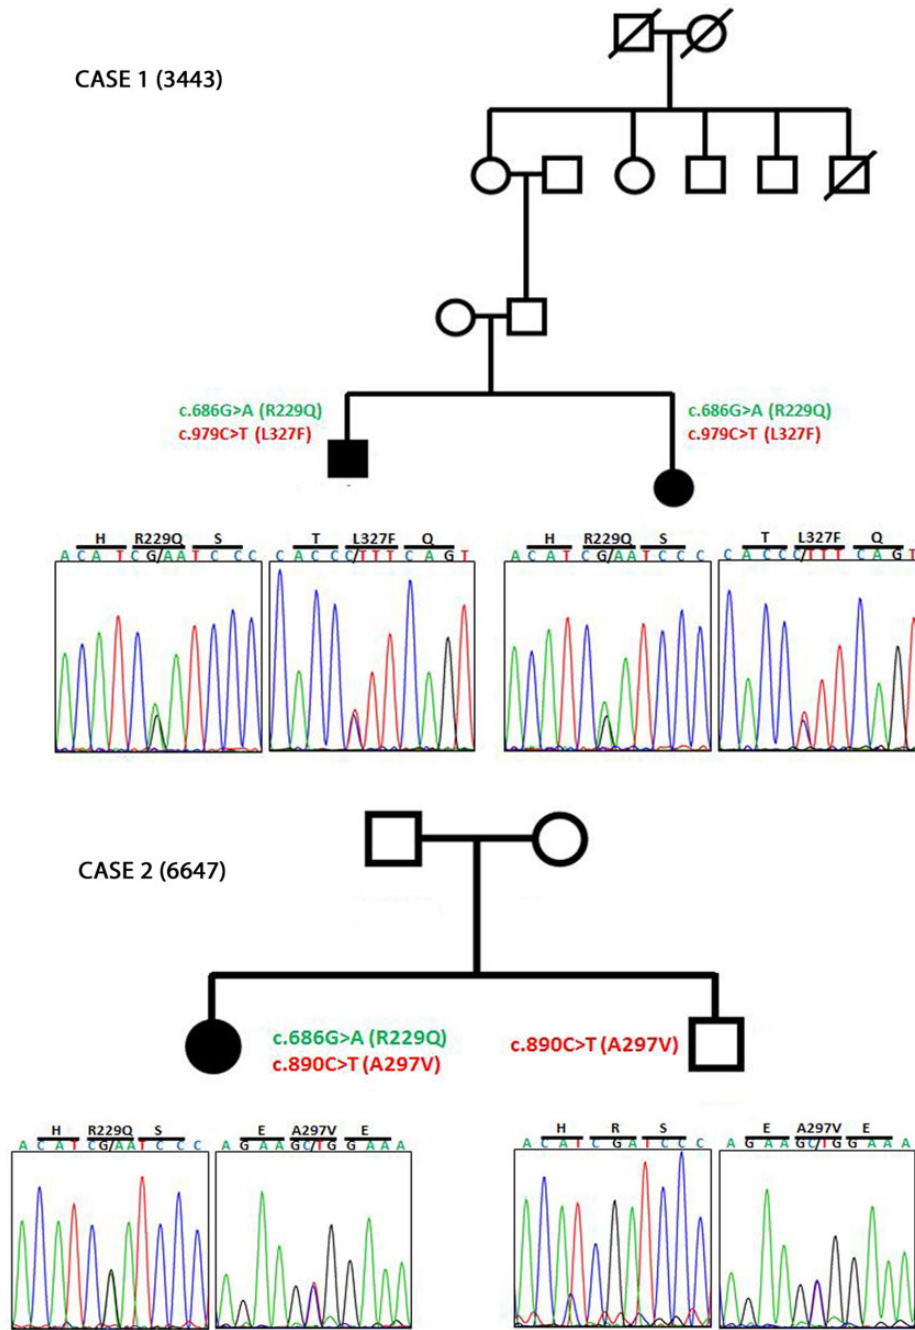 CASE 1 (3443)
c.686G>A (R229Q)
c.979C>T (L327F)
c.686G>A (R229Q)
c.979C>T (L327F)
H R229Q S
A C A T C G/A A T C C C
T L327F Q
C A C C C/T T T C A G T
H R229Q S
A C A T C G/A A T C C C
T L327F Q
C A C C C/T T T C A G T
CASE 2 (6647)
c.686G>A (R229Q)
c.890C>T (A297V)
c.890C>T (A297V)
H R229Q S
A C A T C G/A A T C C C
E A297V E
A G A A G C/T G G A A A
H R S
A C A T C G A T C G C
E A297V E
A G A A G C/T G G A A A